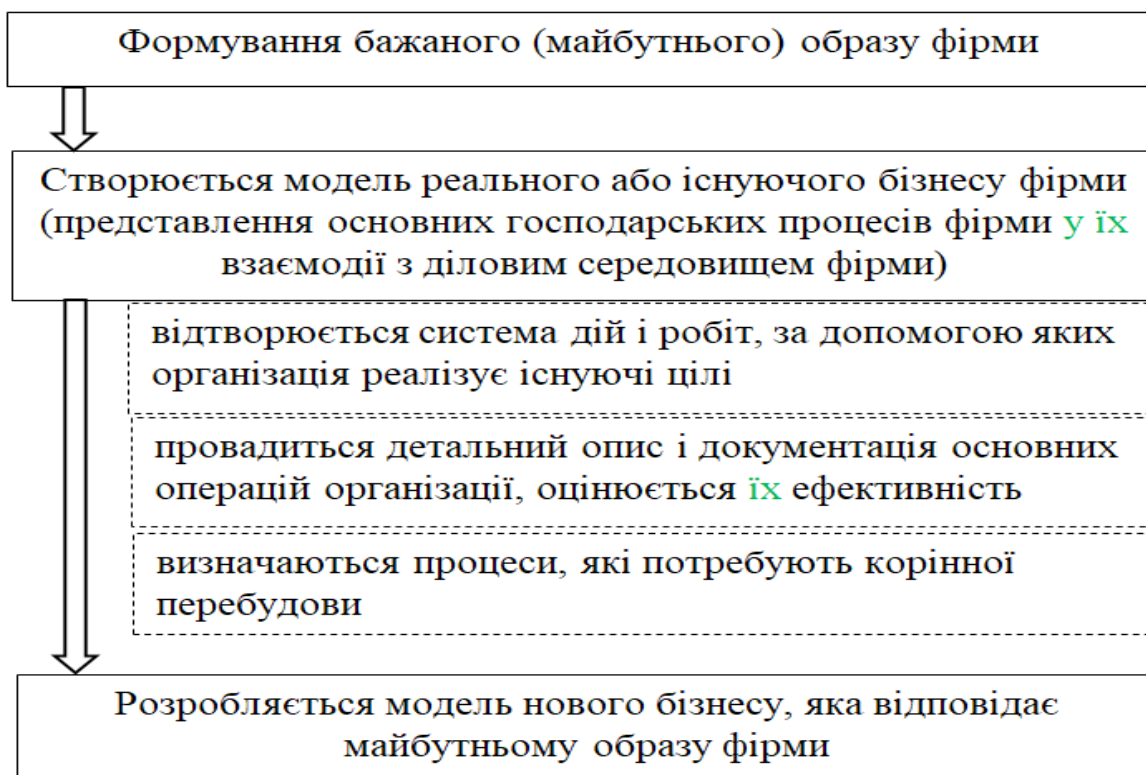 Формування бажаного (майбутнього) образу фірми
Створюється модель реального або існуючого бізнесу фірми
(представлення основних господарських процесів фірми у їх
взаємодії з діловим середовищем фірми)
відтворюється система дій і робіт, за допомогою яких
організація реалізує існуючі цілі
провадиться детальний опис і документація основних
операцій організації, оцінюється їх ефективність
визначаються процеси, які потребують корінної
перебудови
Розробляється модель нового бізнесу, яка відповідає
майбутньому образу фірми